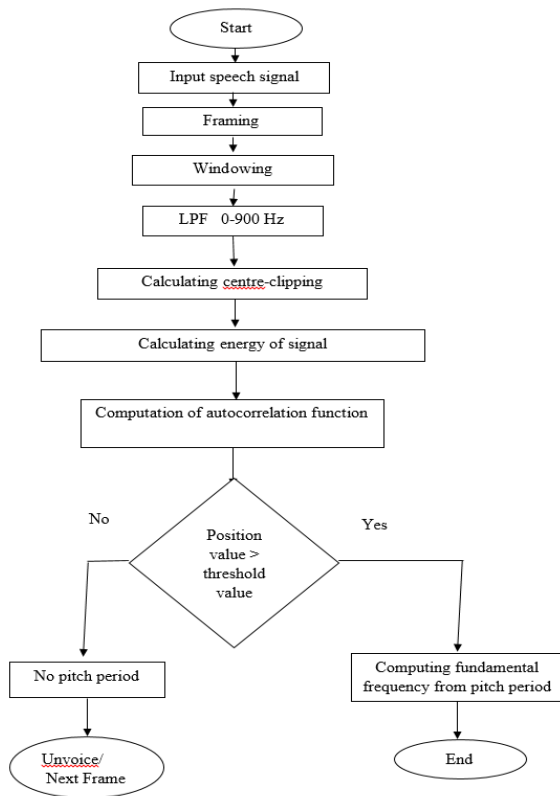 Start
Input speech signal
Framing
Windowing
LPF 0-900 Hz
Calculating centre-clipping
Calculating energy of signal
Computation of autocorrelation function
No
Yes
Position
value >
threshold
value
No pitch period
Computing fundamental
frequency from pitch period
Unvoice/
Next Frame
End